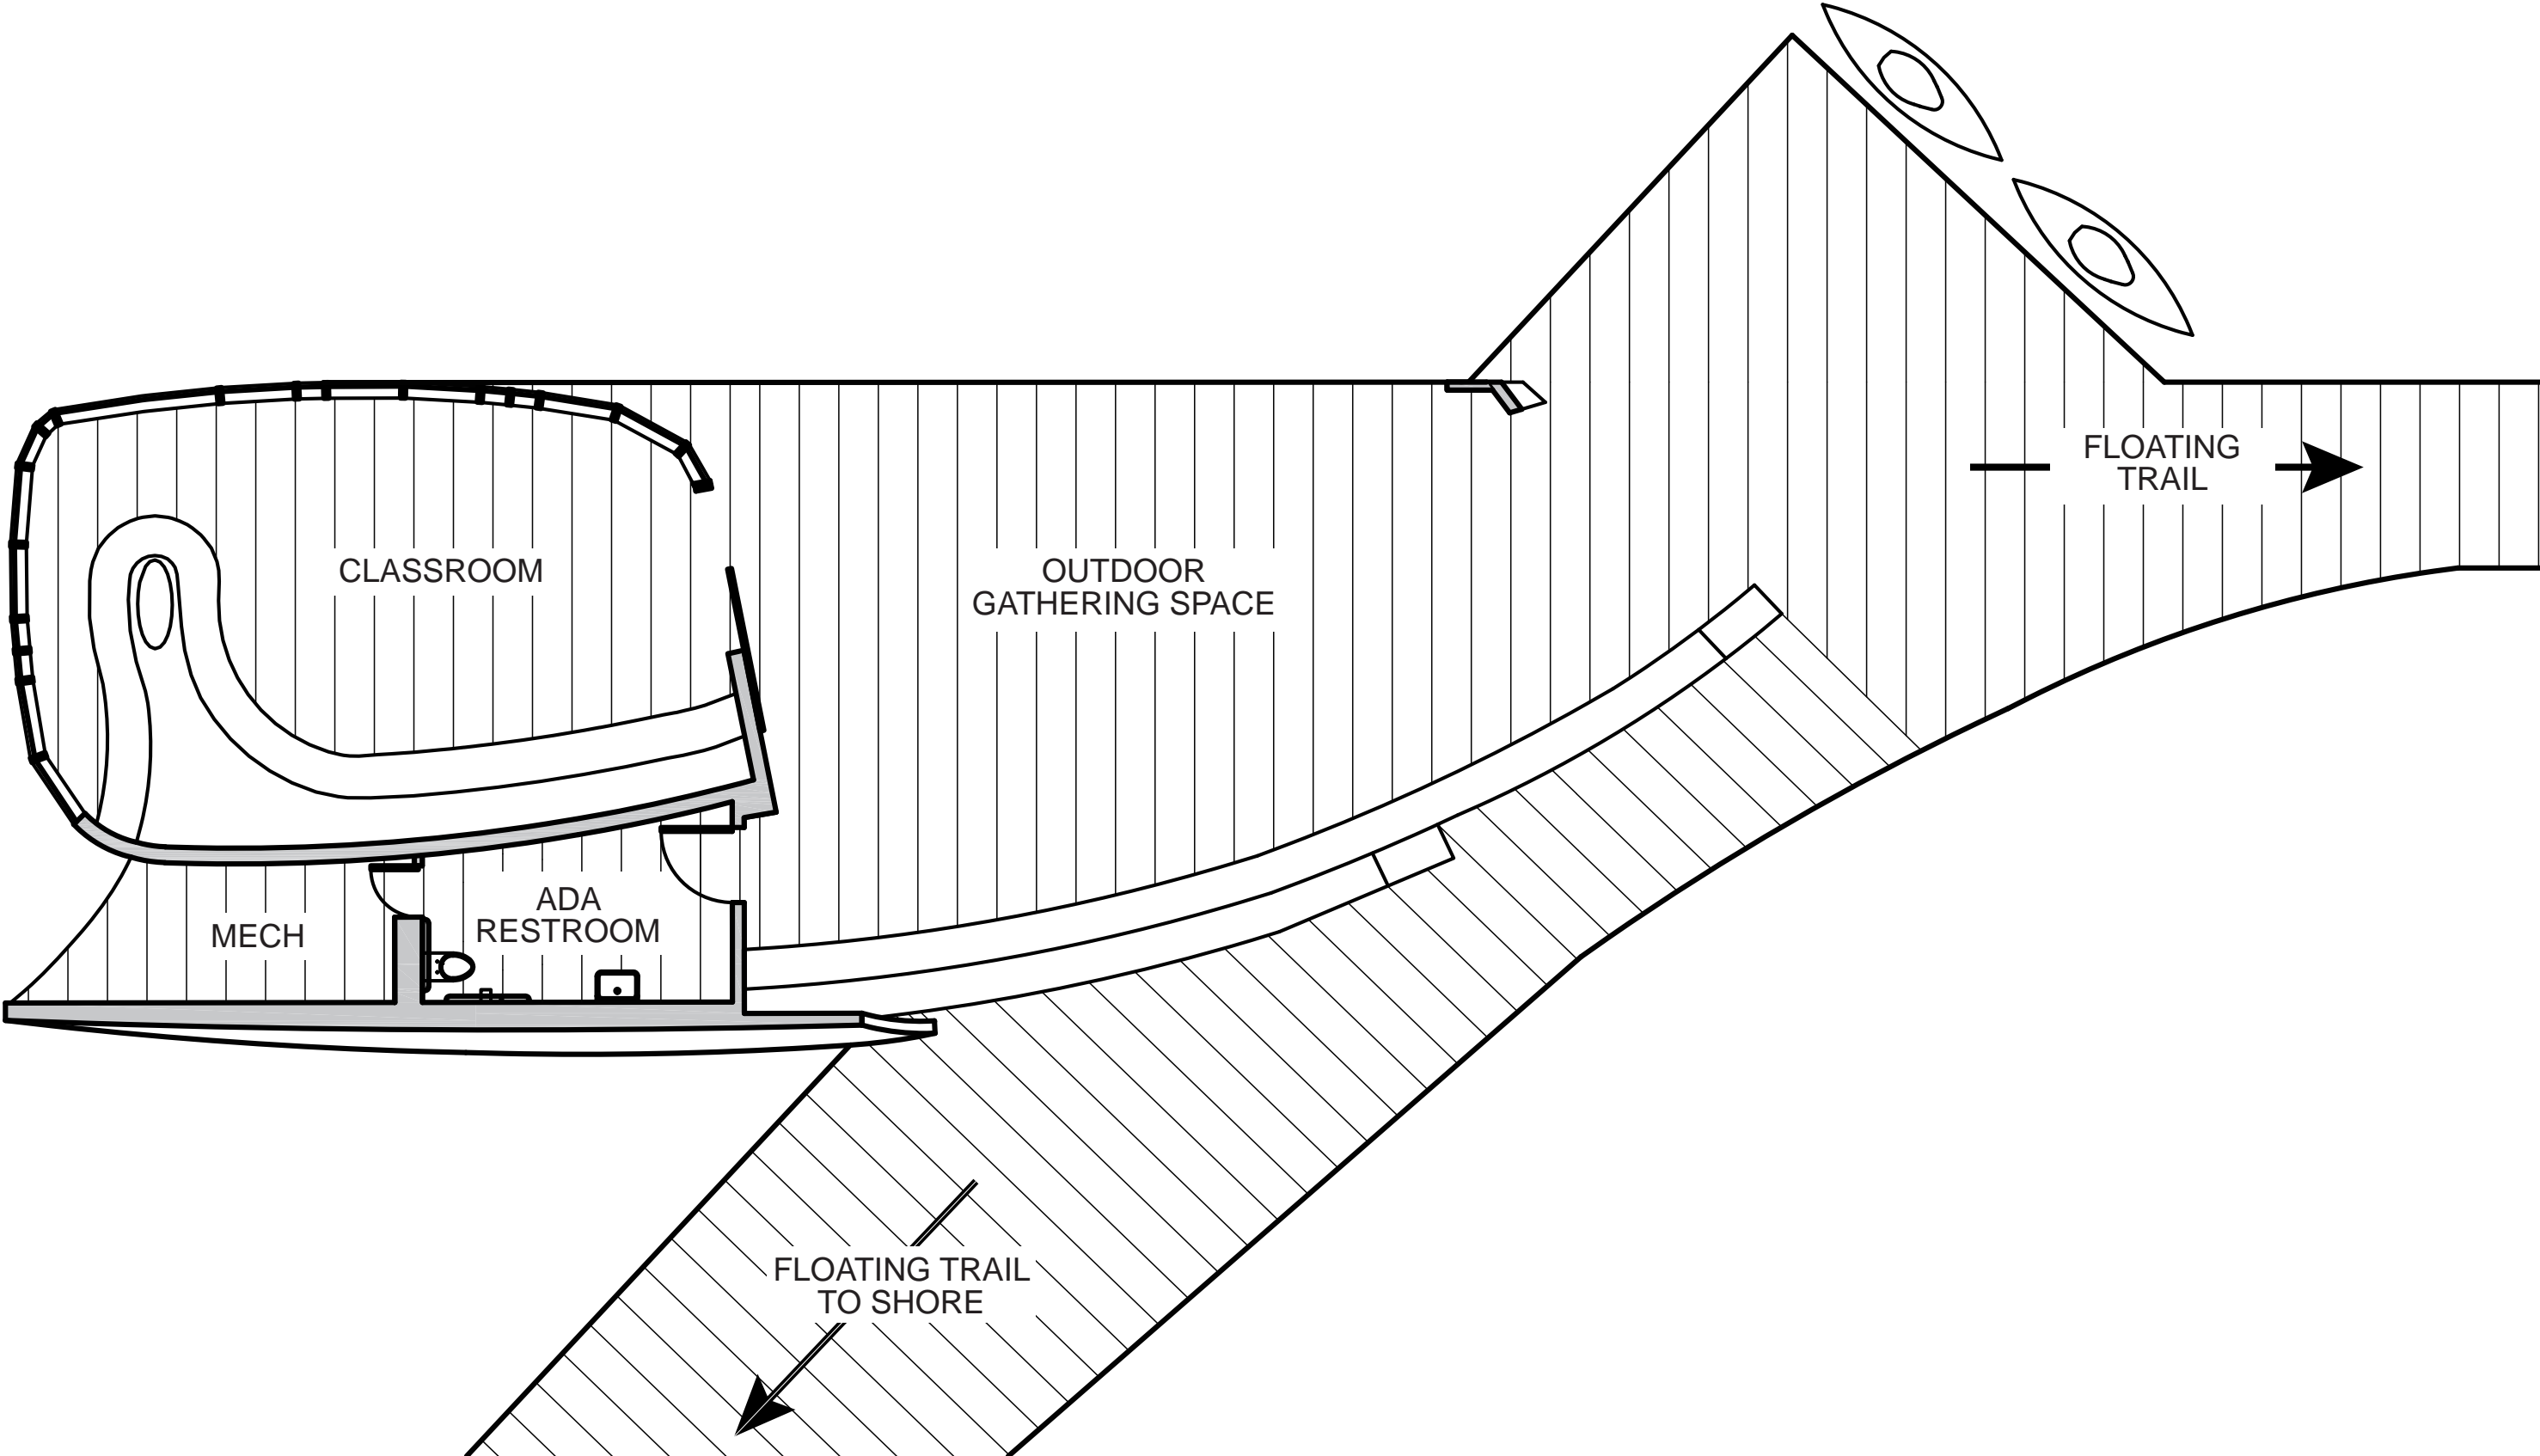 FLOATING
TRAIL
CLASSROOM
OUTDOOR
GATHERING SPACE
ADA
RESTROOM
MECH
FLOATING TRAIL
TO SHORE